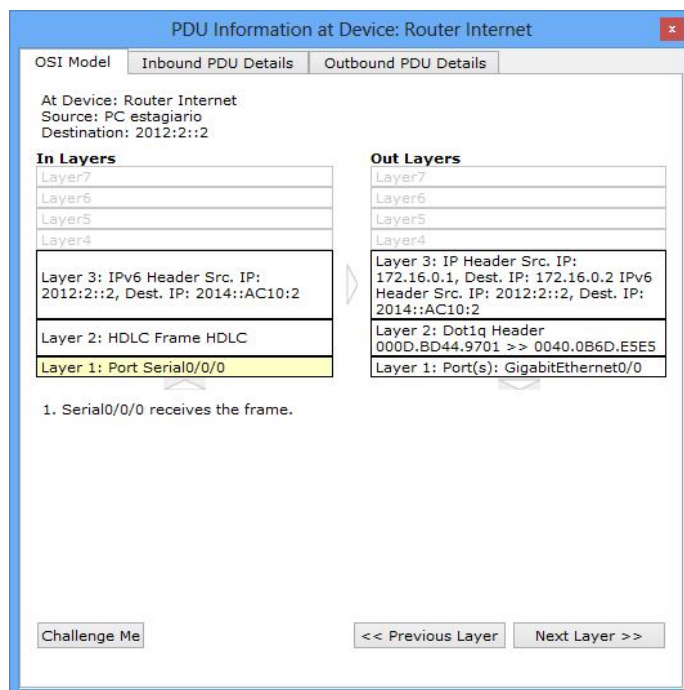 PDU Information at Device: Router Internet
x
OSI Model
Inbound PDU Details
Outbound PDU Details
At Device: Router Internet
Source: PC estagiario
Destination: 2012:2::2
In Layers
Layer7
Layer6
Layer5
Layer4
Layer 3: IPv6 Header Src. IP:
2012:2::2, Dest. IP: 2014::AC10:2
Layer 2: HDLC Frame HDLC
Layer 1: Port Serial0/0/0
Out Layers
Layer7
Layer6
Layer5
Layer4
Layer 3: IP Header Src. IP:
172.16.0.1, Dest. IP: 172.16.0.2 IPv6
Header Src. IP: 2012:2::2, Dest. IP:
2014::AC10:2
Layer 2: Dot1q Header
000D.BD44.9701 >> 0040.0B6D.E5E5
Layer 1: Port(s): GigabitEthernet0/0
1. Serial0/0/0 receives the frame.
Challenge Me
<< Previous Layer
Next Layer >>